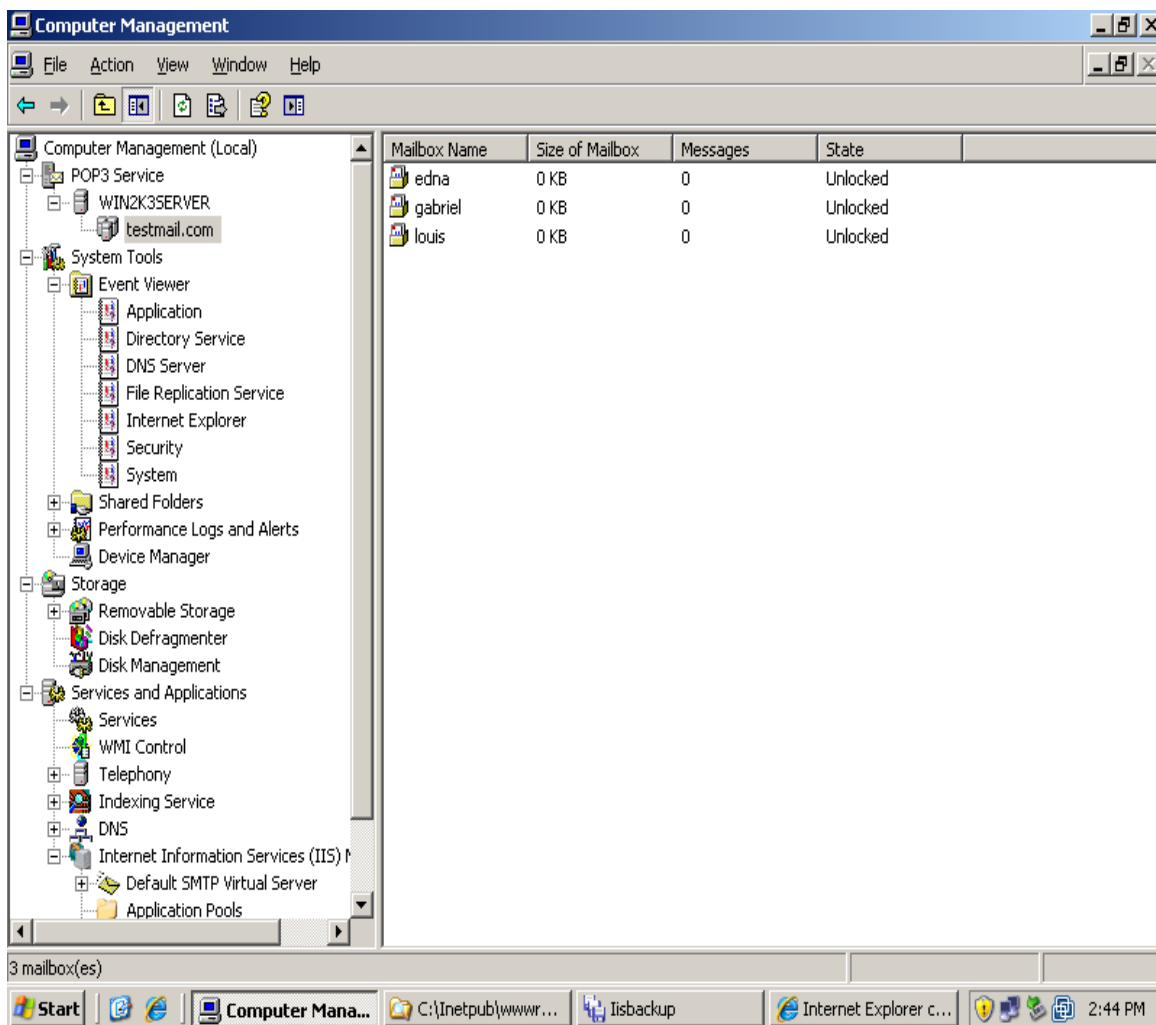 Computer Management
File Action View Window Help
Computer Management (Local)
POP3 Service
WIN2K3SERVER
testmail.com
System Tools
Event Viewer
Application
Directory Service
DNS Server
File Replication Service
Internet Explorer
Security
System
Shared Folders
Performance Logs and Alerts
Device Manager
Storage
Removable Storage
Disk Defragmenter
Disk Management
Services and Applications
Services
WMI Control
Telephony
Indexing Service
DNS
Internet Information Services (IIS) M
Default SMTP Virtual Server
Application Pools
Mailbox Name Size of Mailbox Messages State
edna 0 KB 0 Unlocked
gabriel 0 KB 0 Unlocked
louis 0 KB 0 Unlocked
3 mailbox(es)
Start Computer Mana... C:\Inetpub\wwwr... Iisbackup Internet Explorer c... 2:44 PM